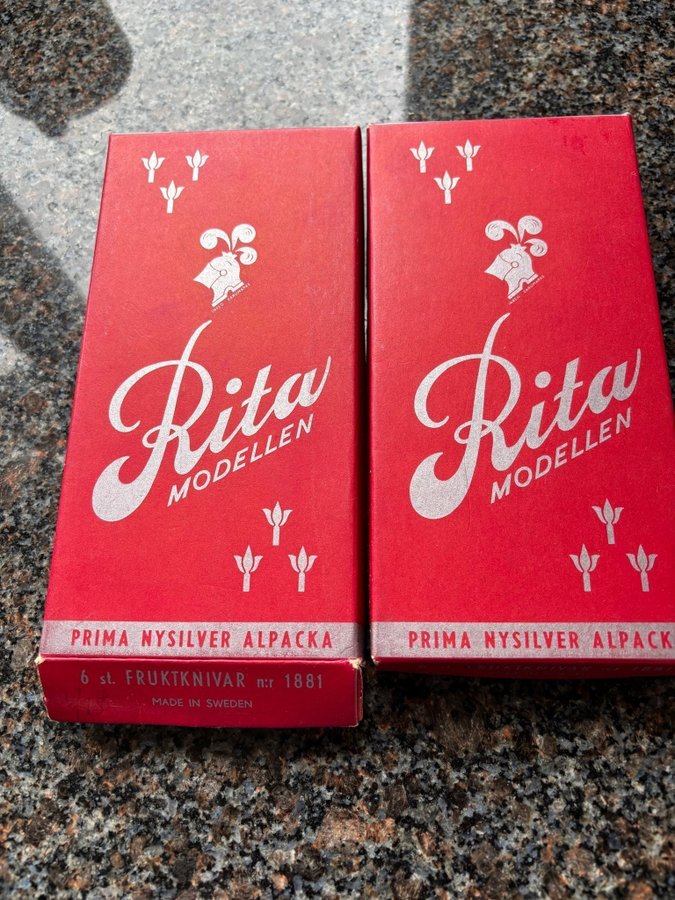 Rita
MODELLEN
PRIMA NYSILVER ALPACKA
6 st. FRUKTKNIVAR n:r 1881
MADE IN SWEDEN
Rita
MODELLEN
PRIMA NYSILVER ALPACK